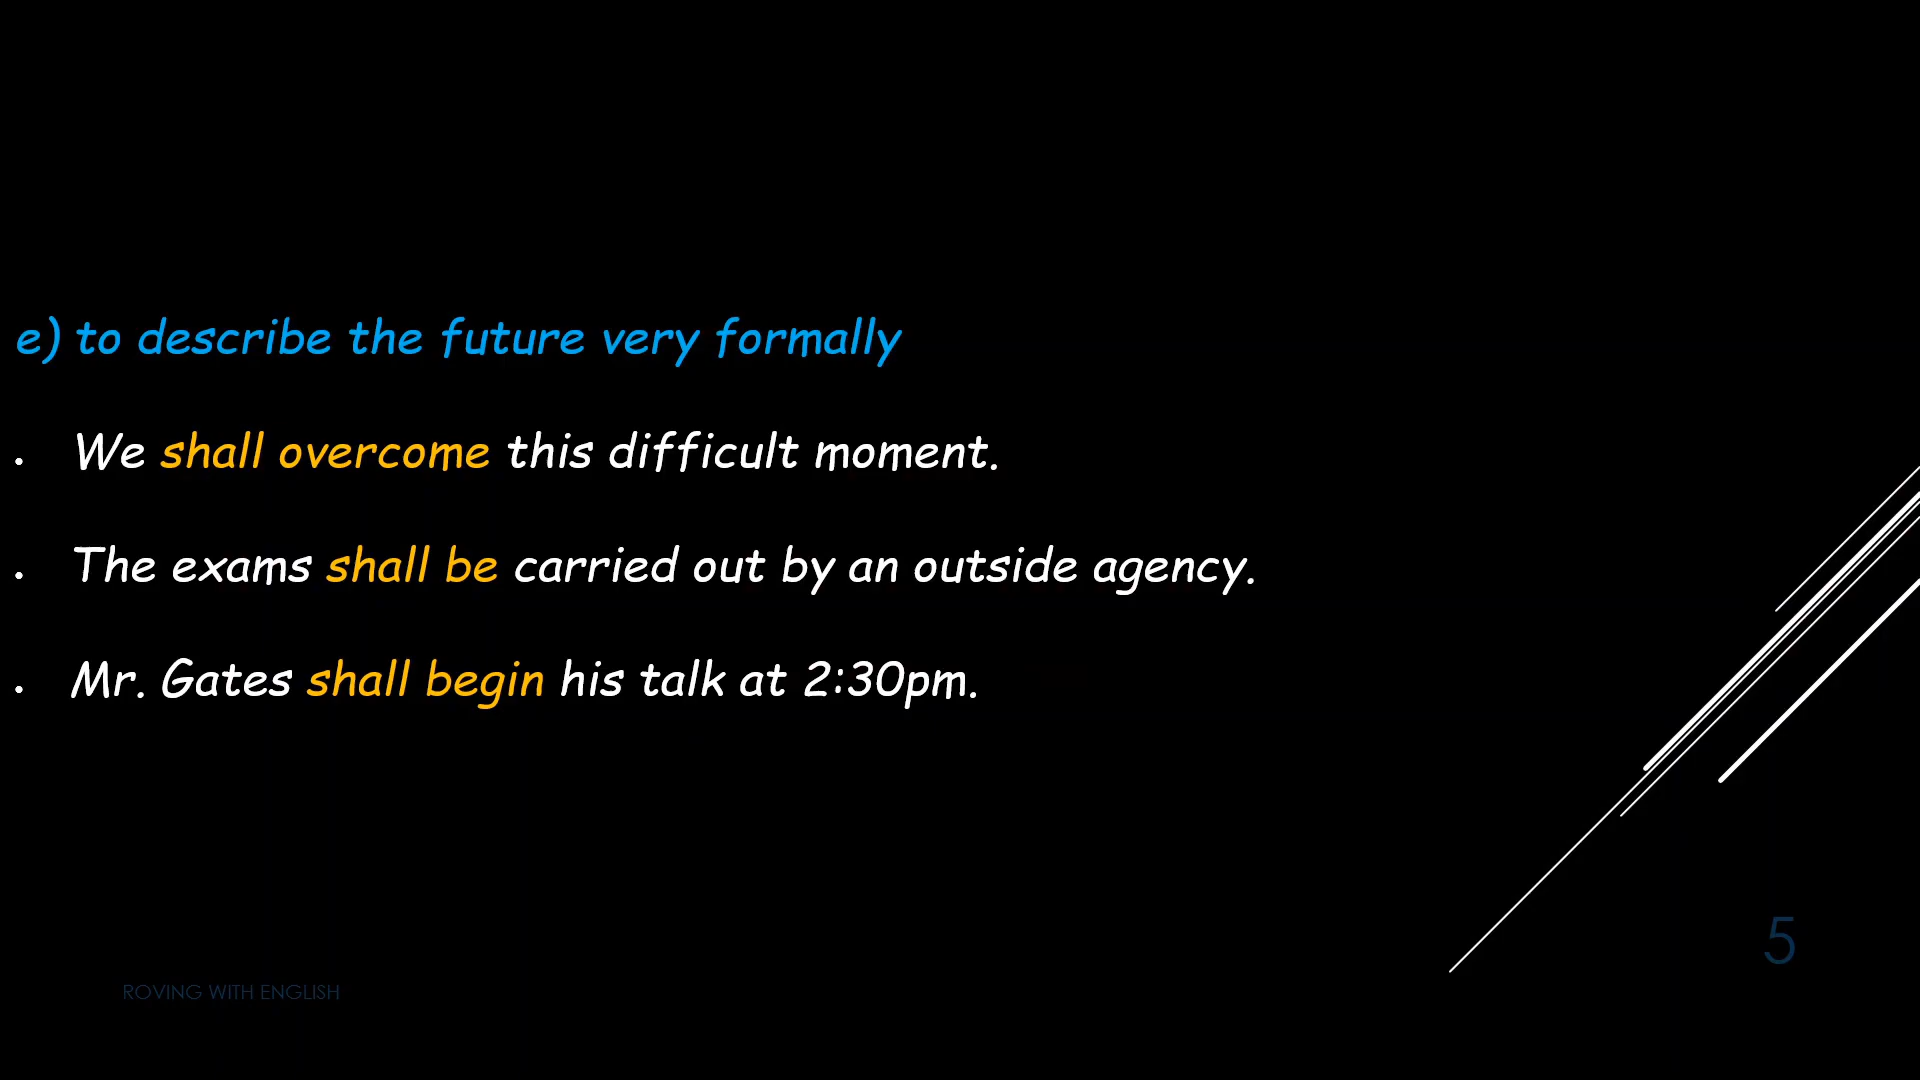 e) to describe the future very formally
• We shall overcome this difficult moment.
• The exams shall be carried out by an outside agency.
• Mr. Gates shall begin his talk at 2:30pm.
5
ROVING WITH ENGLISH